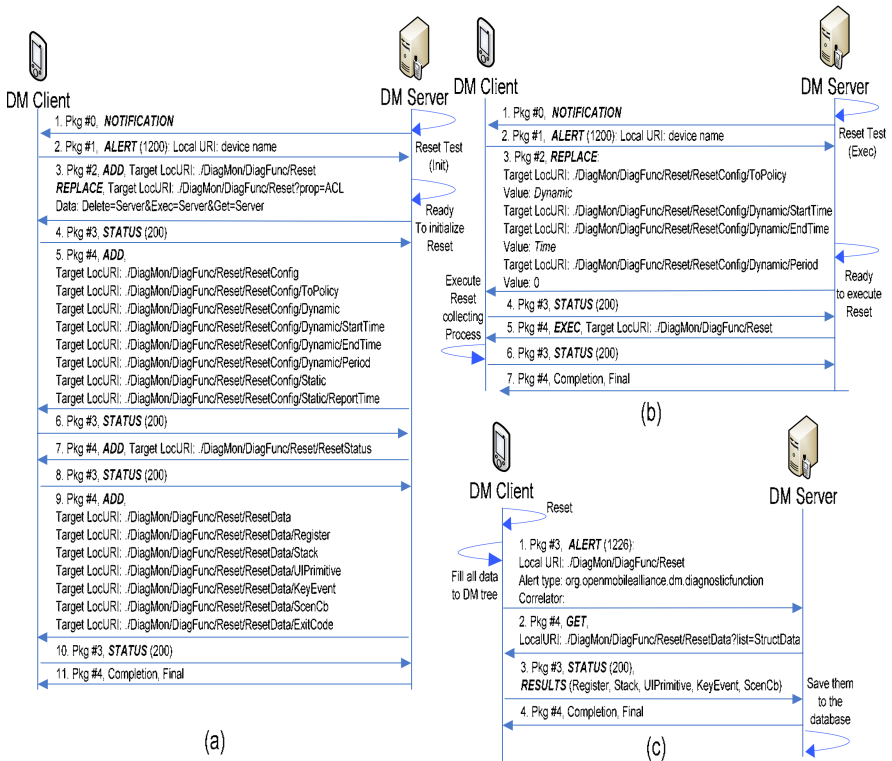 DM Client
DM Server
1. Pkg #0, NOTIFICATION
Reset Test
(Init)
2. Pkg #1, ALERT (1200): Local URI: device name
3. Pkg #2, ADD, Target LocURI: ./DiagMon/DiagFunc/Reset
REPLACE, Target LocURI: ./DiagMon/DiagFunc/Reset?prop=ACL
Data: Delete=Server&Exec=Server&Get=Server
Ready
To initialize
Reset
4. Pkg #3, STATUS (200)
5. Pkg #4, ADD,
Target LocURI: ./DiagMon/DiagFunc/Reset/ResetConfig
Target LocURI: ./DiagMon/DiagFunc/Reset/ResetConfig/ToPolicy
Target LocURI: ./DiagMon/DiagFunc/Reset/ResetConfig/Dynamic
Target LocURI: ./DiagMon/DiagFunc/Reset/ResetConfig/Dynamic/StartTime
Target LocURI: ./DiagMon/DiagFunc/Reset/ResetConfig/Dynamic/EndTime
Target LocURI: ./DiagMon/DiagFunc/Reset/ResetConfig/Dynamic/Period
Target LocURI: ./DiagMon/DiagFunc/Reset/ResetConfig/Static
Target LocURI: ./DiagMon/DiagFunc/Reset/ResetConfig/Static/ReportTime
6. Pkg #3, STATUS (200)
7. Pkg #4, ADD, Target LocURI: ./DiagMon/DiagFunc/Reset/ResetStatus
8. Pkg #3, STATUS (200)
9. Pkg #4, ADD,
Target LocURI: ./DiagMon/DiagFunc/Reset/ResetData
Target LocURI: ./DiagMon/DiagFunc/Reset/ResetData/Register
Target LocURI: ./DiagMon/DiagFunc/Reset/ResetData/Stack
Target LocURI: ./DiagMon/DiagFunc/Reset/ResetData/UIPrimitive
Target LocURI: ./DiagMon/DiagFunc/Reset/ResetData/KeyEvent
Target LocURI: ./DiagMon/DiagFunc/Reset/ResetData/ScenCb
Target LocURI: ./DiagMon/DiagFunc/Reset/ResetData/ExitCode
10. Pkg #3, STATUS (200)
11. Pkg #4, Completion, Final
(a)
DM Client
DM Server
1. Pkg #0, NOTIFICATION
Reset Test
(Exec)
2. Pkg #1, ALERT (1200): Local URI: device name
3. Pkg #2, REPLACE:
Target LocURI: ./DiagMon/DiagFunc/Reset/ResetConfig/ToPolicy
Value: Dynamic
Target LocURI: ./DiagMon/DiagFunc/Reset/ResetConfig/Dynamic/StartTime
Target LocURI: ./DiagMon/DiagFunc/Reset/ResetConfig/Dynamic/EndTime
Value: Time
Target LocURI: ./DiagMon/DiagFunc/Reset/ResetConfig/Dynamic/Period
Value: 0
Ready
to execute
Reset
Execute
Reset
collecting
Process
4. Pkg #3, STATUS (200)
5. Pkg #4, EXEC, Target LocURI: ./DiagMon/DiagFunc/Reset
6. Pkg #3, STATUS (200)
7. Pkg #4, Completion, Final
(b)
DM Client
DM Server
Reset
Fill all data
to DM tree
1. Pkg #3, ALERT (1226):
Local URI: ./DiagMon/DiagFunc/Reset
Alert type: org.openmobilealliance.dm.diagnosticfunction
Correlator:
2. Pkg #4, GET,
LocalURI: ./DiagMon/DiagFunc/Reset/ResetData?list=StructData
3. Pkg #3, STATUS (200),
RESULTS (Register, Stack, UIPrimitive, KeyEvent, ScenCb)
4. Pkg #4, Completion, Final
Save them
to the
database
(c)